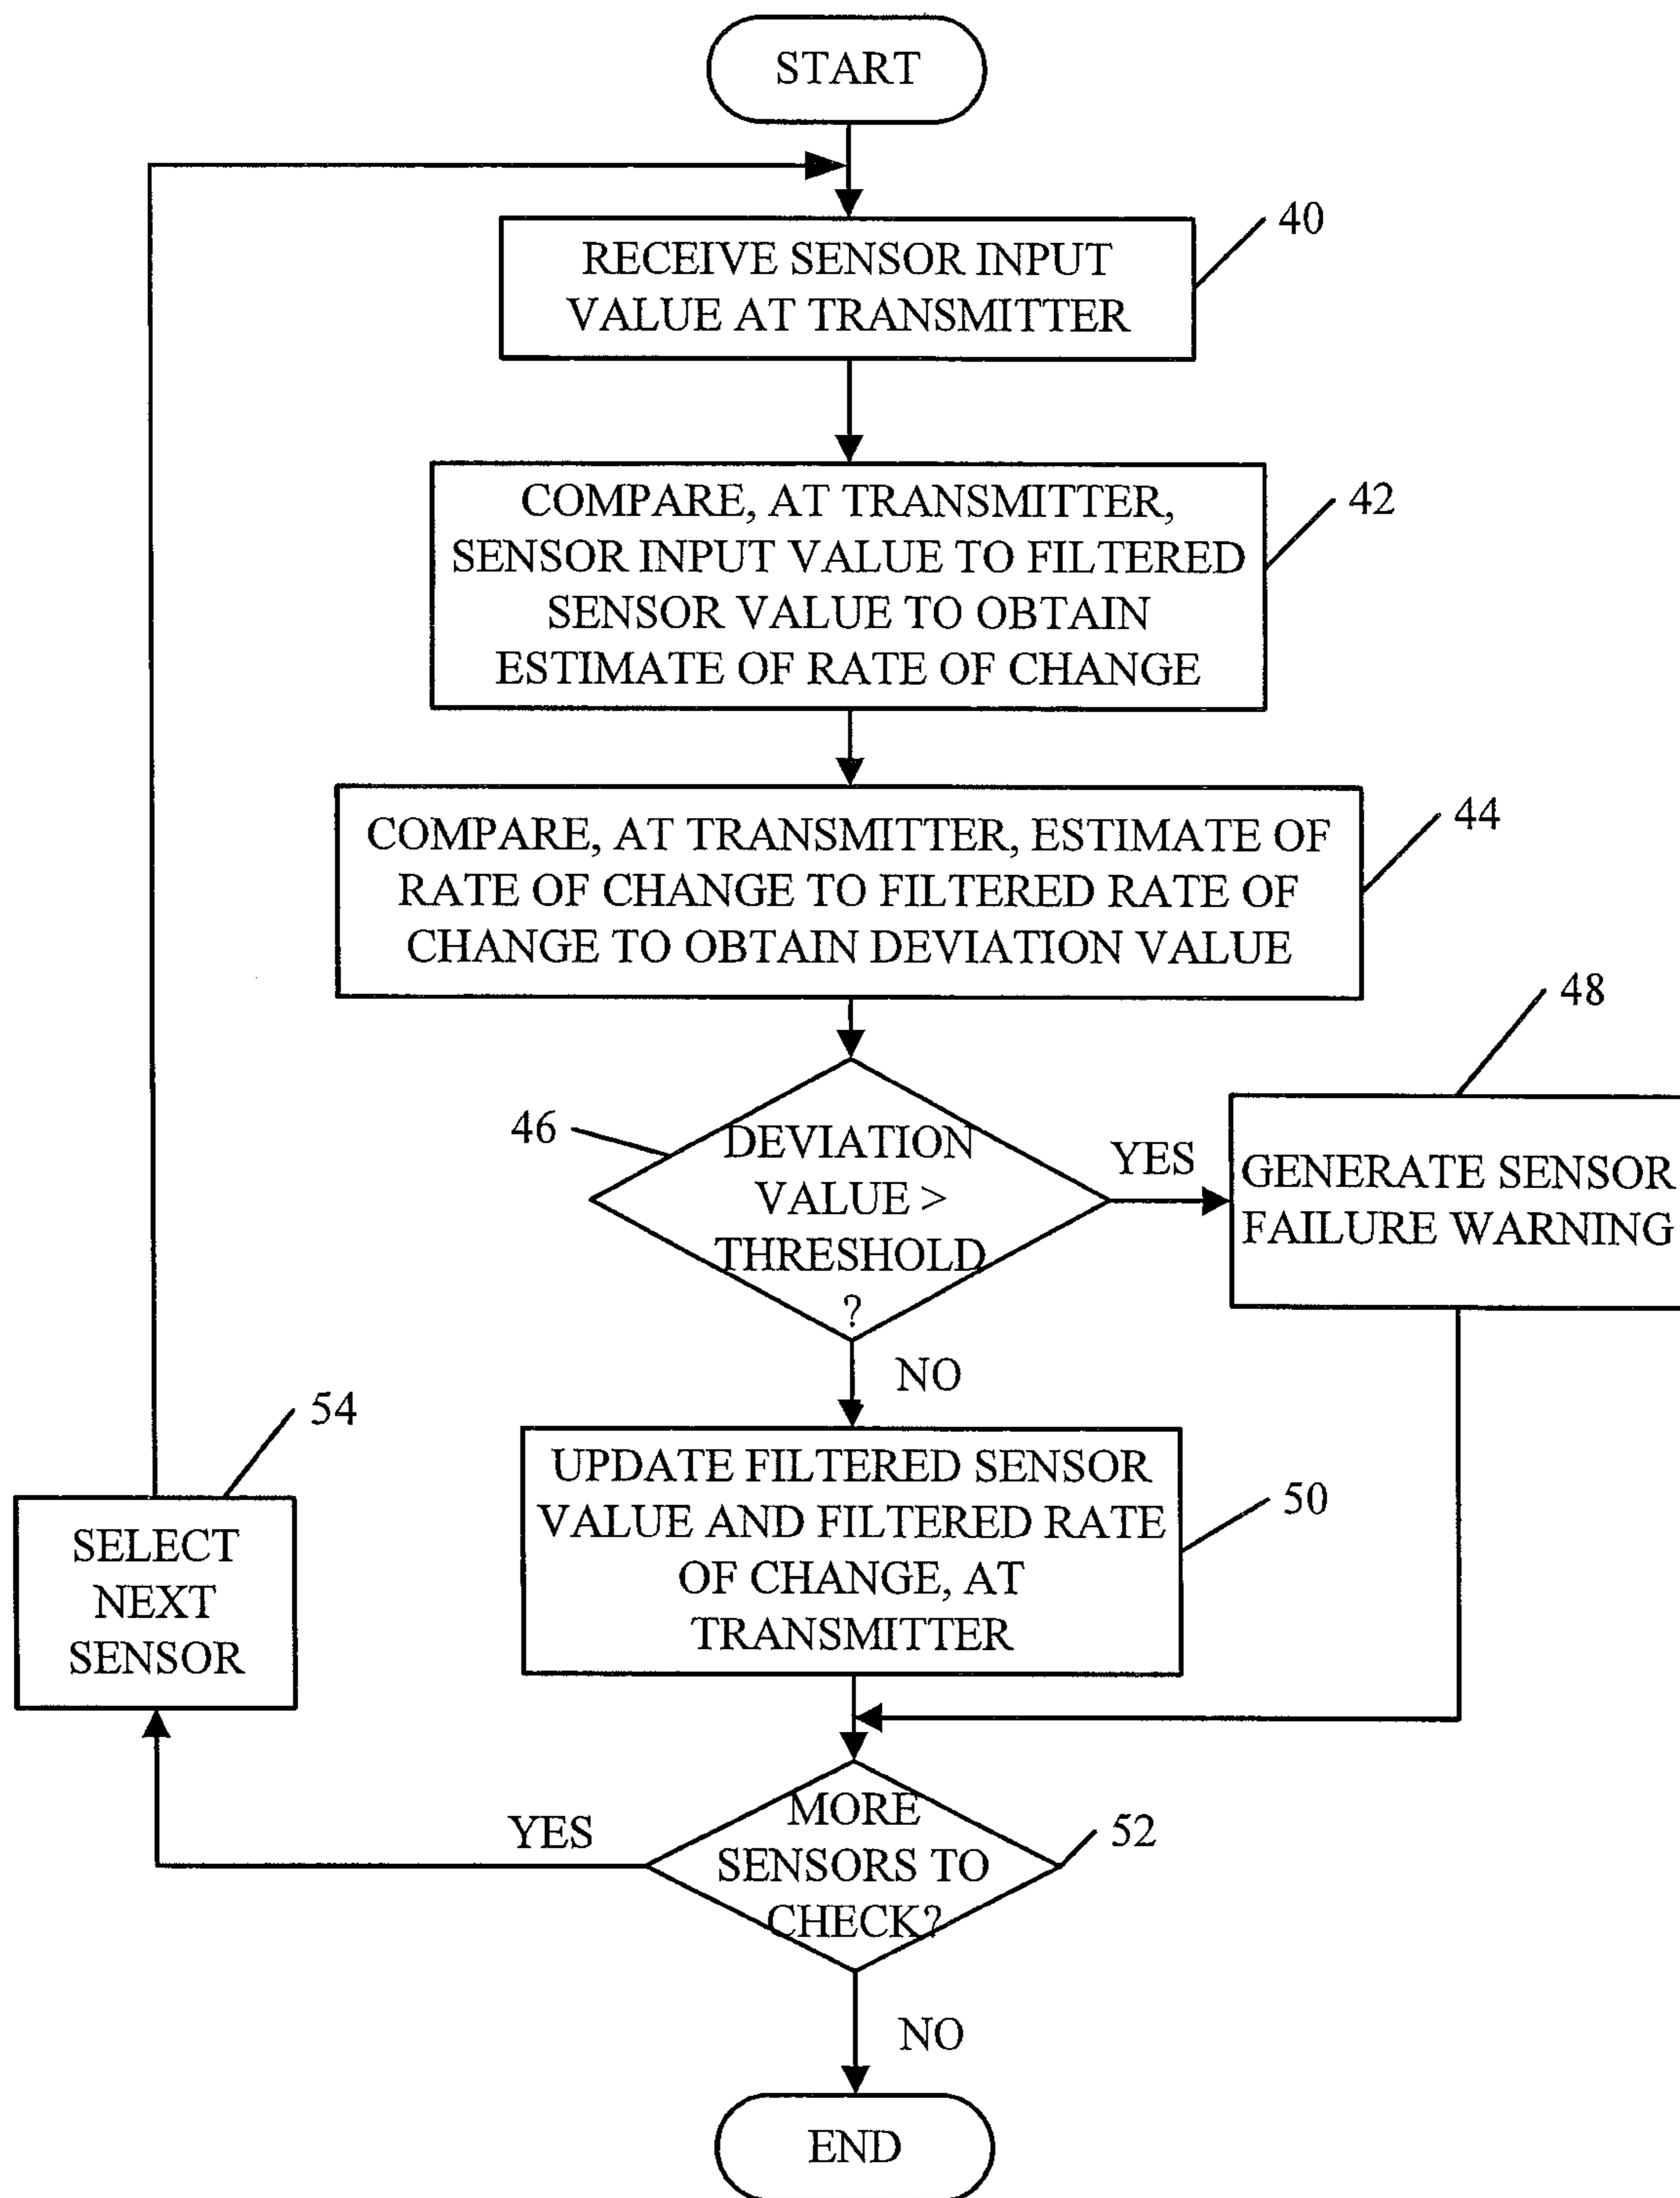 START
40
RECEIVE SENSOR INPUT
VALUE AT TRANSMITTER
42
COMPARE, AT TRANSMITTER,
SENSOR INPUT VALUE TO FILTERED
SENSOR VALUE TO OBTAIN
ESTIMATE OF RATE OF CHANGE
44
COMPARE, AT TRANSMITTER, ESTIMATE OF
RATE OF CHANGE TO FILTERED RATE OF
CHANGE TO OBTAIN DEVIATION VALUE
46
DEVIATION
VALUE >
THRESHOLD
?
YES
48
GENERATE SENSOR
FAILURE WARNING
NO
50
UPDATE FILTERED SENSOR
VALUE AND FILTERED RATE
OF CHANGE, AT
TRANSMITTER
54
SELECT
NEXT
SENSOR
YES
52
MORE
SENSORS TO
CHECK?
NO
END